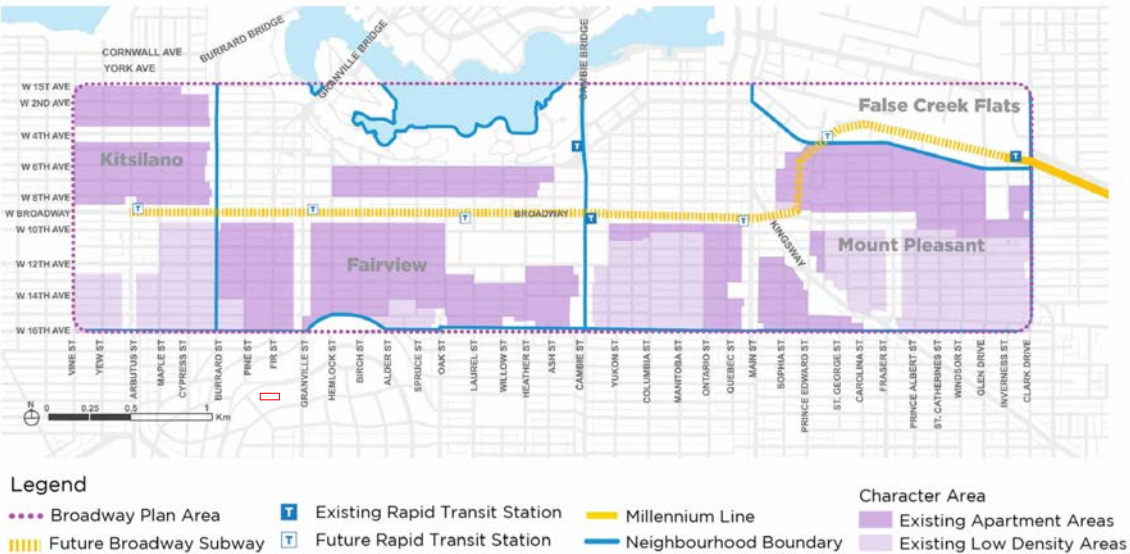 BURRARD BRIDGE
GRANVILLE BRIDGE
CAMBIE BRIDGE
CORNWALL AVE
YORK AVE
W 1ST AVE
W 2ND AVE
W 4TH AVE
W 6TH AVE
W 8TH AVE
W BROADWAY
W 10TH AVE
W 12TH AVE
W 14TH AVE
W 16TH AVE
Kitsilano
False Creek Flats
BROADWAY
Fairview
KINGSWAY
Mount Pleasant
T
T
T
T
T
T
T
T
VINE ST
YEW ST
ARBUTUS ST
MAPLE ST
CYPRESS ST
BURRARD ST
PINE ST
FIR ST
GRANVILLE ST
HEMLOCK ST
BIRCH ST
ALDER ST
SPRUCE ST
OAK ST
LAUREL ST
WILLOW ST
HEATHER ST
ASH ST
CAMBIE ST
YUKON ST
COLUMBIA ST
MANITOBA ST
ONTARIO ST
QUEBEC ST
MAIN ST
SOPHIA ST
PRINCE EDWARD ST
ST. GEORGE ST
CAROLINA ST
FRASER ST
PRINCE ALBERT ST
ST. CATHERINES ST
WINDSOR ST
GLEN DRIVE
INVERNESS ST
CLARK DRIVE
N
0 0.25 0.5 1
Km
Legend
Broadway Plan Area
Future Broadway Subway
T Existing Rapid Transit Station
T Future Rapid Transit Station
Millennium Line
Neighbourhood Boundary
Character Area
Existing Apartment Areas
Existing Low Density Areas